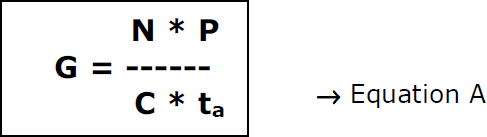 N * P
G = ------
C * ta
→ Equation A